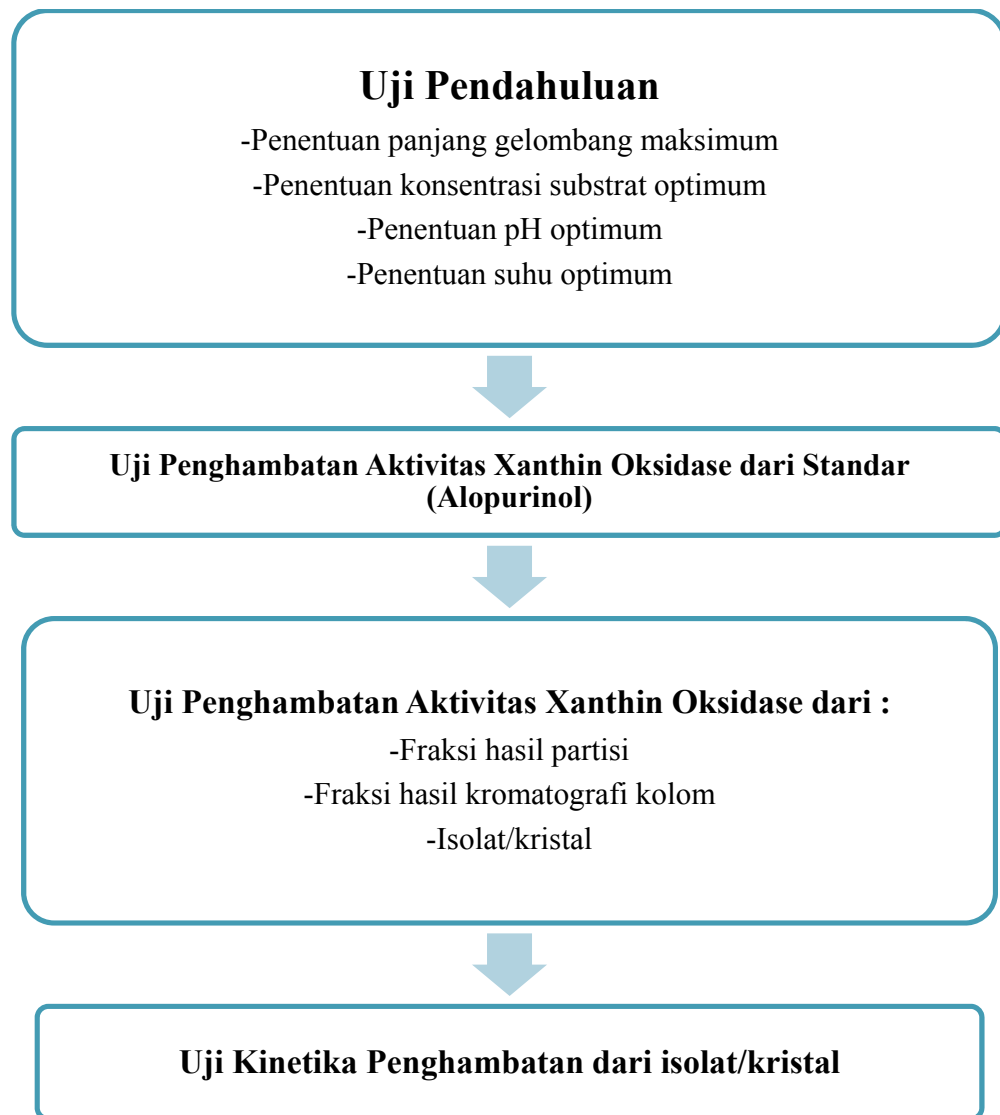 Uji Pendahuluan
-Penentuan panjang gelombang maksimum
-Penentuan konsentrasi substrat optimum
-Penentuan pH optimum
-Penentuan suhu optimum
Uji Penghambatan Aktivitas Xanthin Oksidase dari Standar
(Alopurinol)
Uji Penghambatan Aktivitas Xanthin Oksidase dari :
-Fraksi hasil partisi
-Fraksi hasil kromatografi kolom
-Isolat/kristal
Uji Kinetika Penghambatan dari isolat/kristal